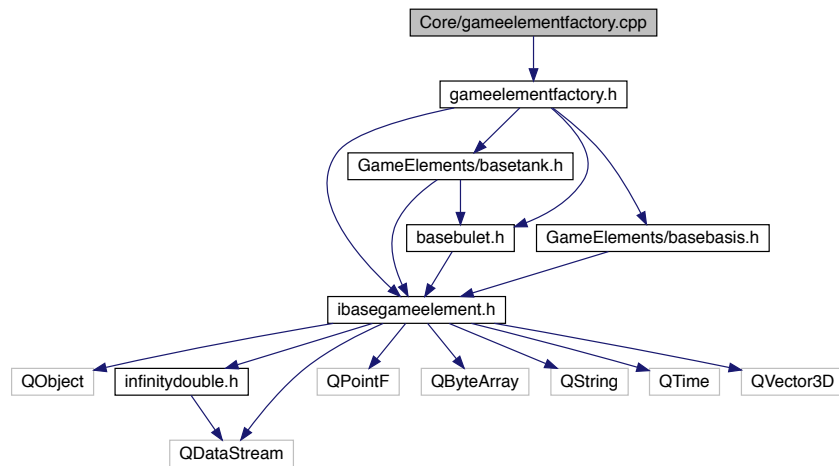 Core/gameelementfactory.cpp
gameelementfactory.h
GameElements/basetank.h
basebulet.h
GameElements/basebasis.h
ibasegameelement.h
QObject
infinitydouble.h
QPointF
QByteArray
QString
QTime
QVector3D
QDataStream